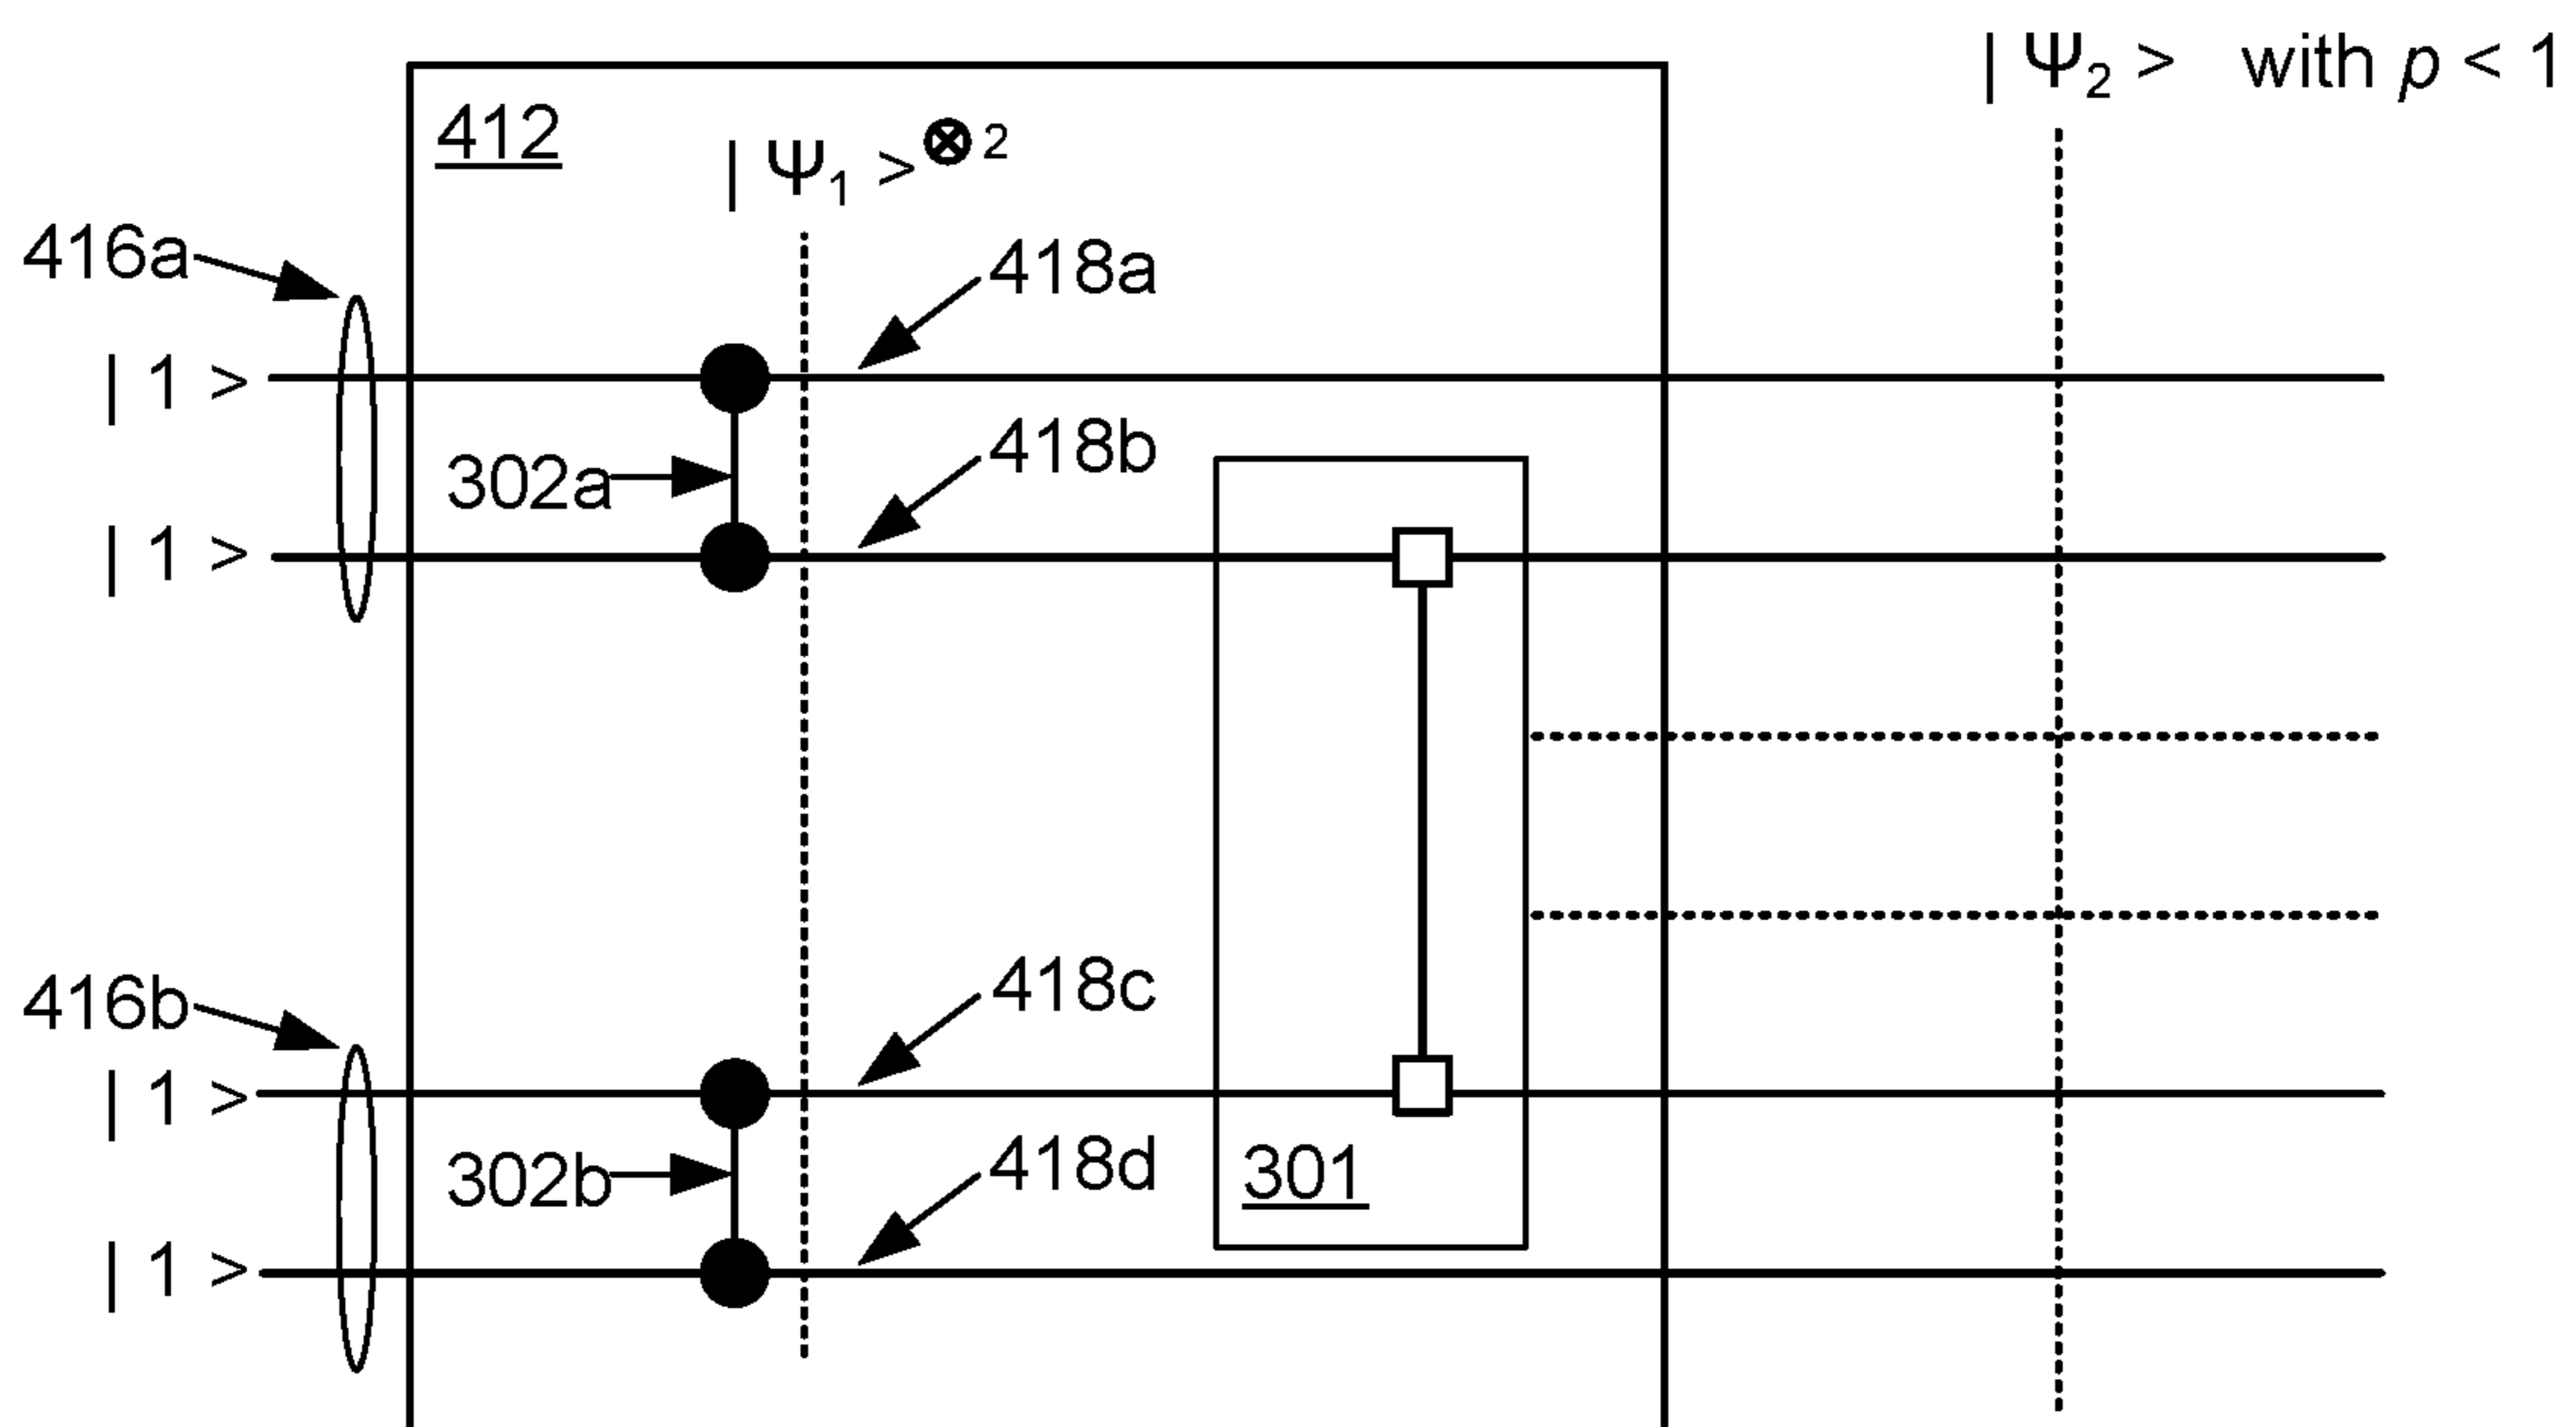 | Ψ₂ > with p < 1
412
| Ψ₁ >⊗2
416a
418a
| 1 >
418b
302a
| 1 >
418c
416b
| 1 >
418d
302b
301
| 1 >